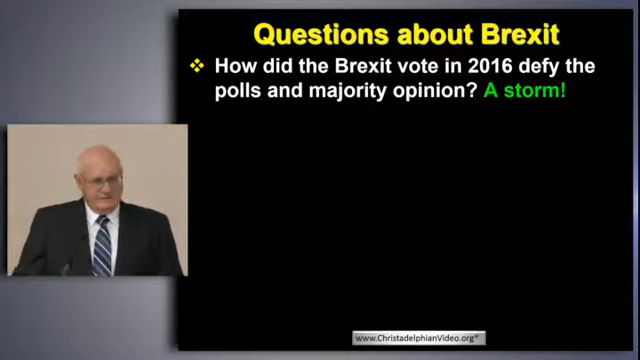 Questions about Brexit
How did the Brexit vote in 2016 defy the
polls and majority opinion? A storm!
www.ChristadelphianVideo.org